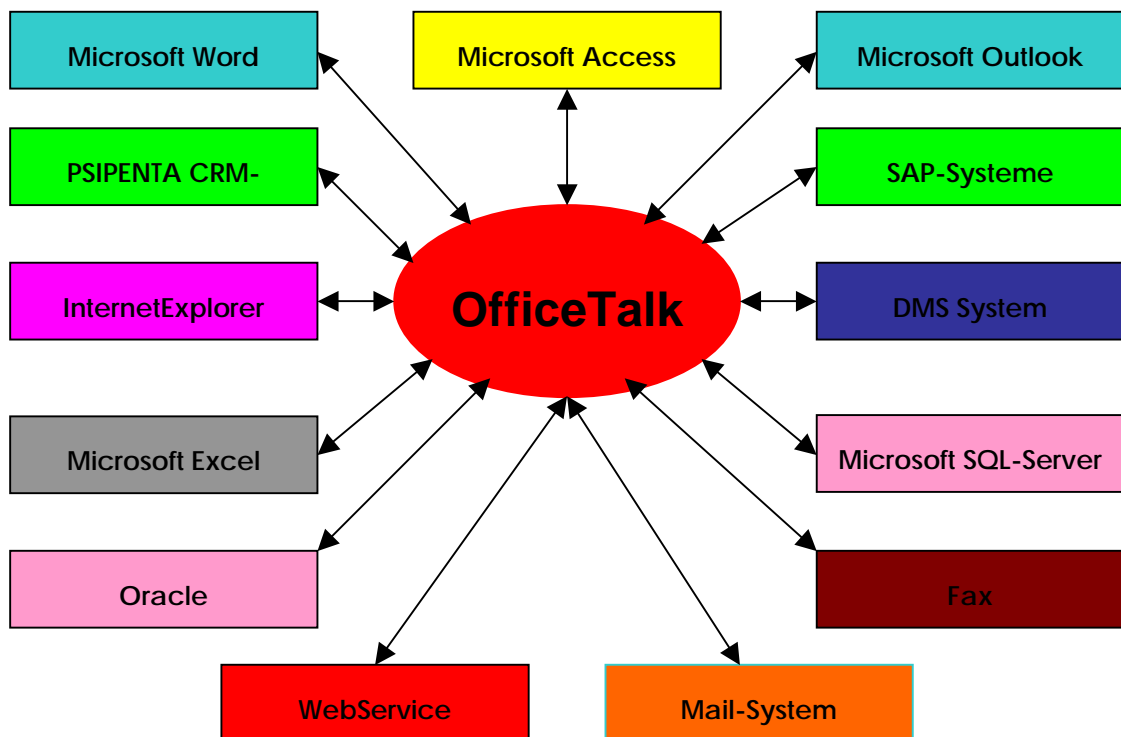 Microsoft Word
Microsoft Access
Microsoft Outlook
PSIPENTA CRM-
SAP-Systeme
InternetExplorer
OfficeTalk
DMS System
Microsoft Excel
Microsoft SQL-Server
Oracle
Fax
WebService
Mail-System